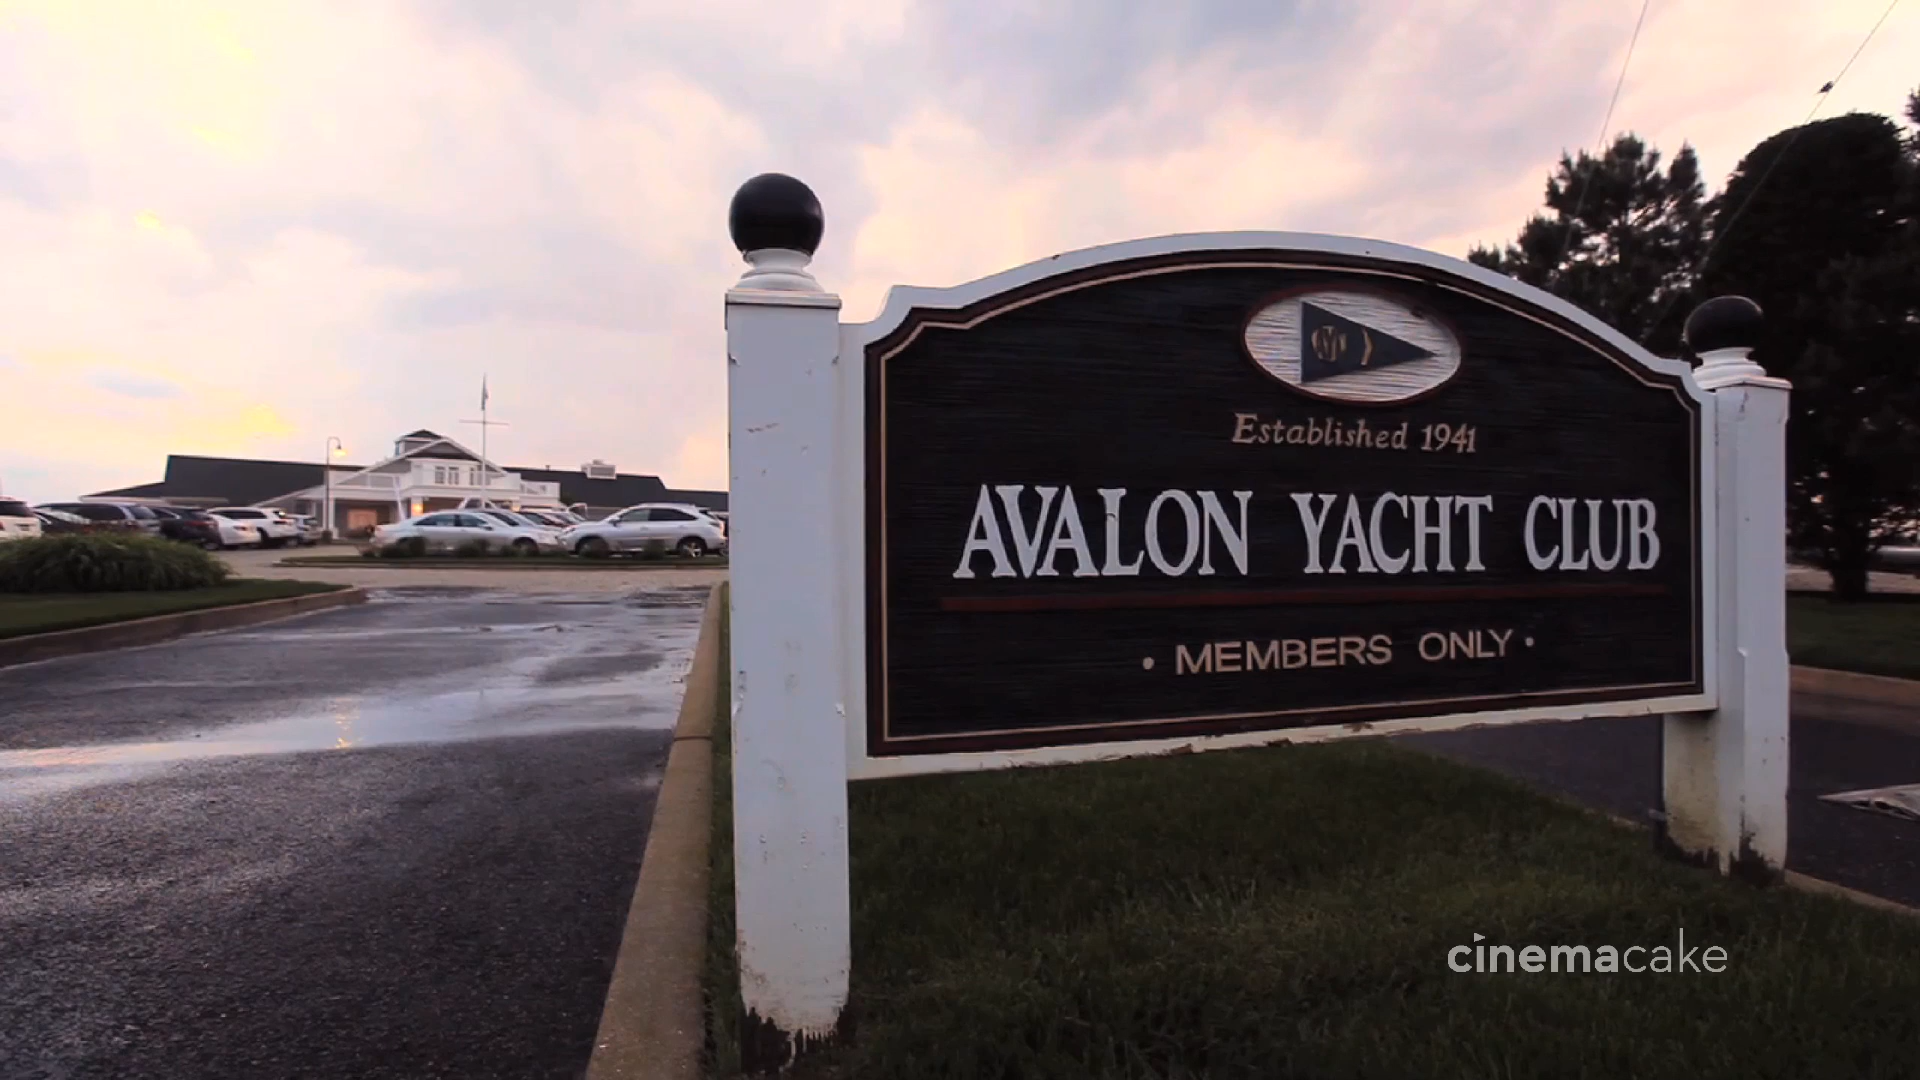 Established 1941
AVALON YACHT CLUB
• MEMBERS ONLY •
cinemacake